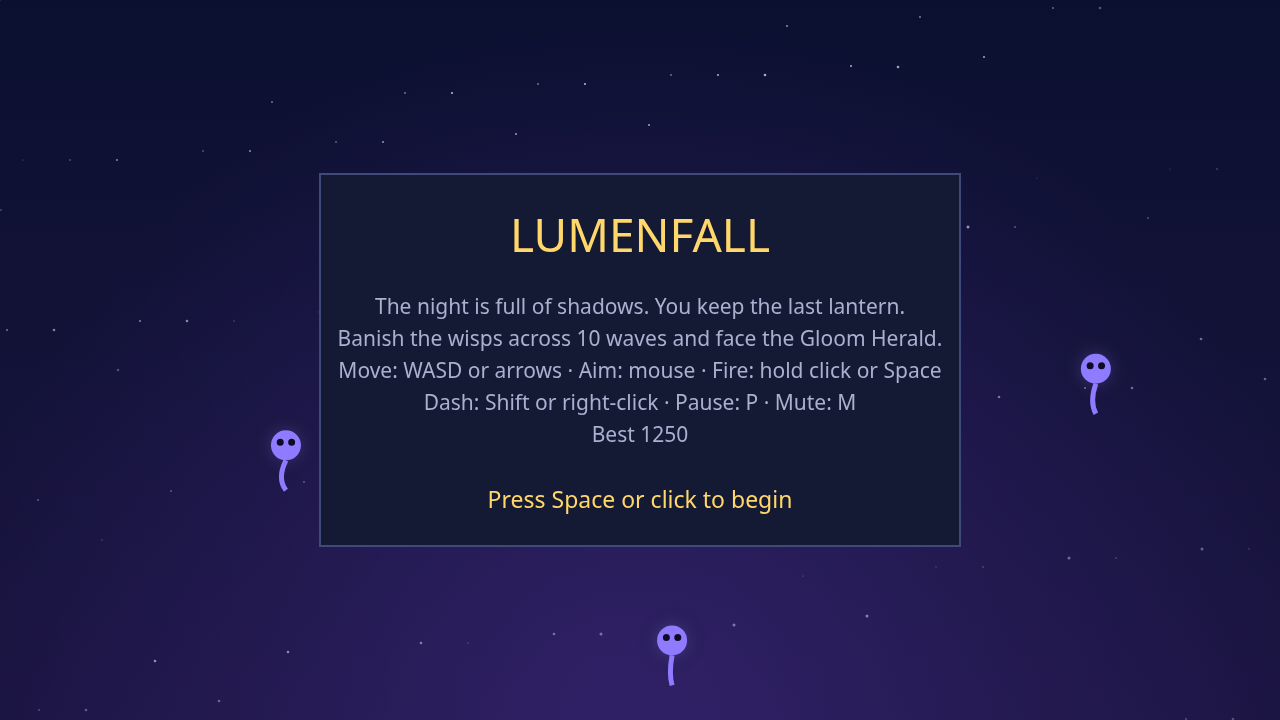 LUMENFALL
The night is full of shadows. You keep the last lantern.
Banish the wisps across 10 waves and face the Gloom Herald.
Move: WASD or arrows · Aim: mouse · Fire: hold click or Space
Dash: Shift or right-click · Pause: P · Mute: M
Best 1250
Press Space or click to begin